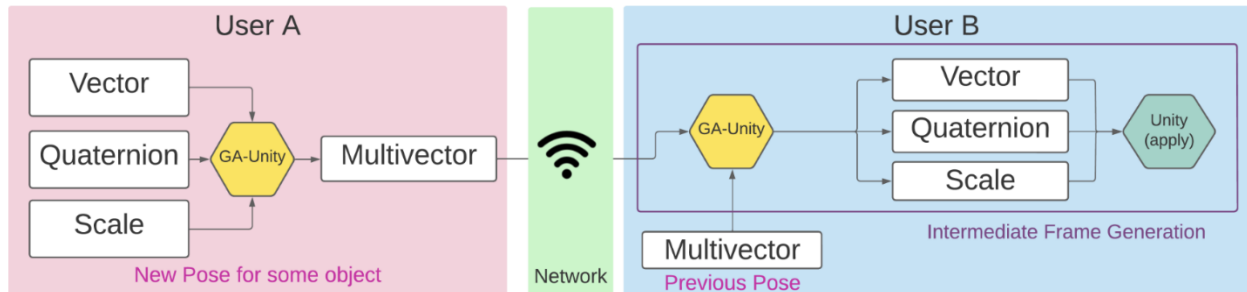 User A
Vector
Quaternion
Scale
GA-Unity
Multivector
New Pose for some object
Network
User B
GA-Unity
Vector
Quaternion
Scale
Unity
(apply)
Intermediate Frame Generation
Multivector
Previous Pose